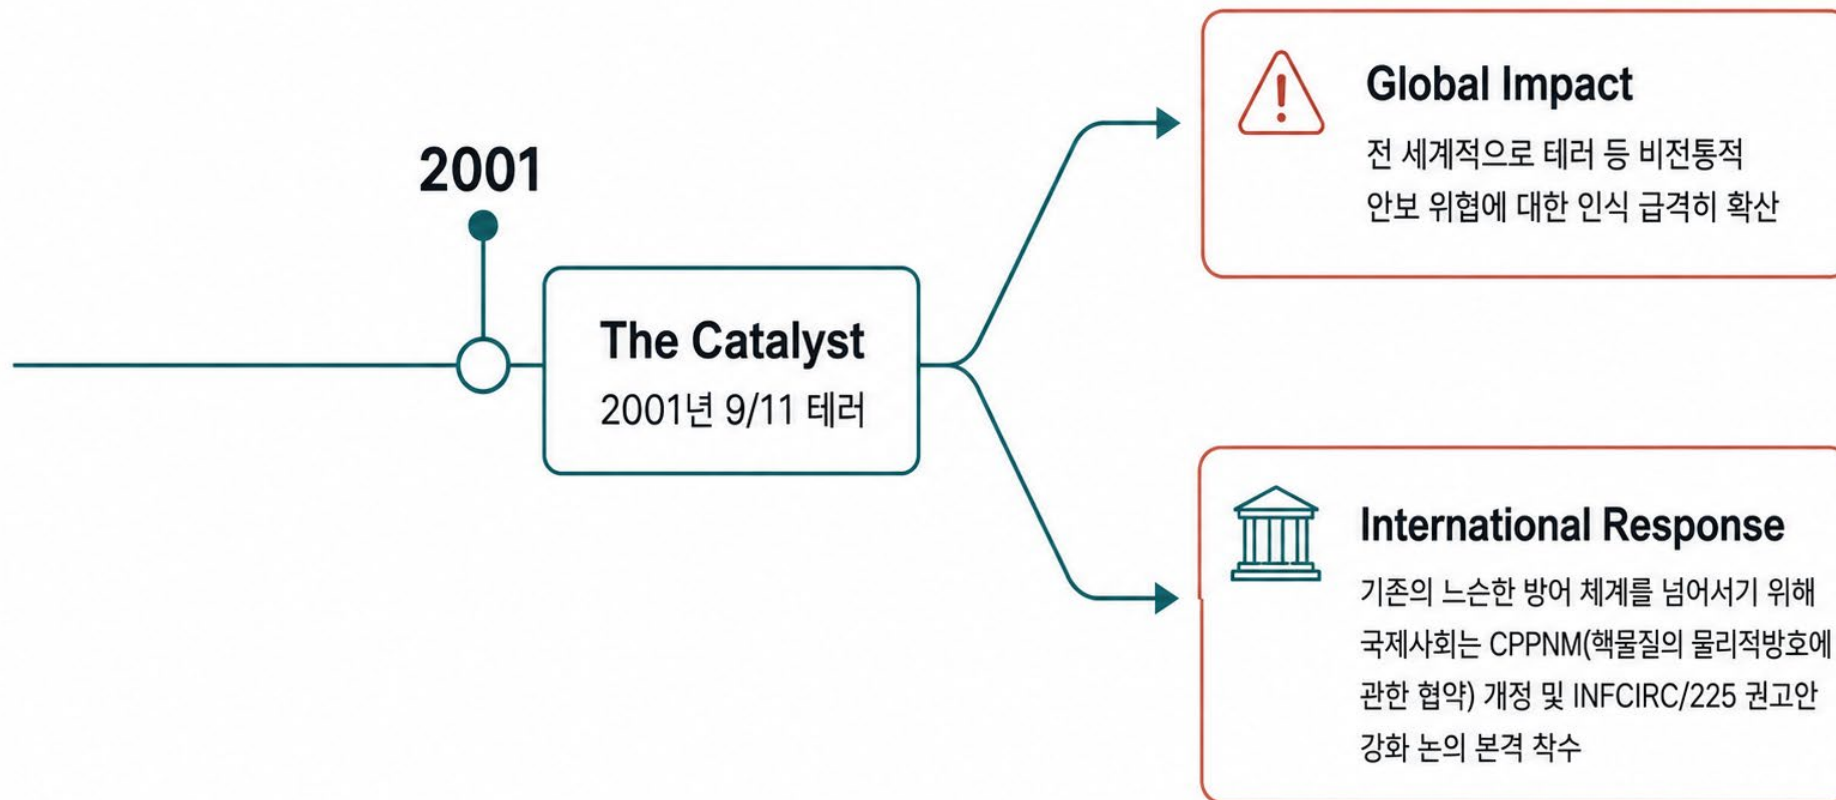 2001
The Catalyst
2001년 9/11 테러
Global Impact
전 세계적으로 테러 등 비전통적
안보 위협에 대한 인식 급격히 확산
International Response
기존의 느슨한 방어 체계를 넘어서기 위해
국제사회는 CPPNM(핵물질의 물리적방호에
관한 협약) 개정 및 INFCIRC/225 권고안
강화 논의 본격 착수